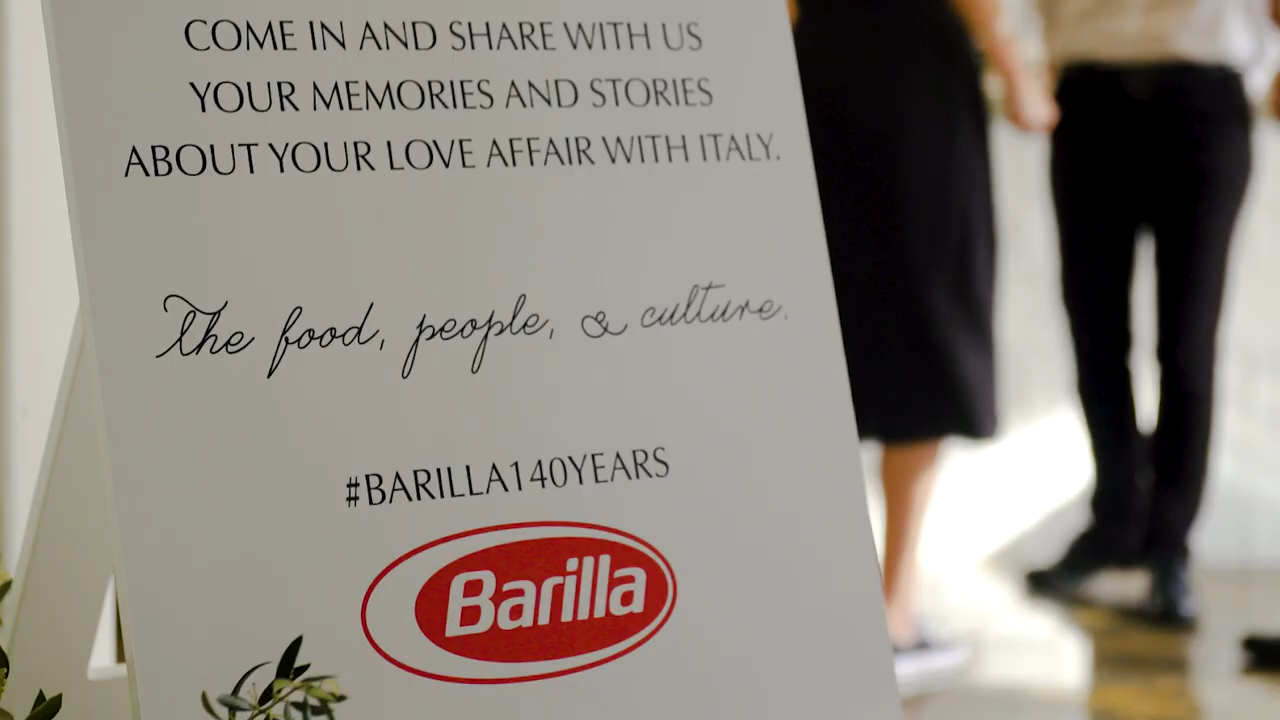 COME IN AND SHARE WITH US
YOUR MEMORIES AND STORIES
ABOUT YOUR LOVE AFFAIR WITH ITALY.
The food, people, & culture.
#BARILLA140YEARS
Barilla